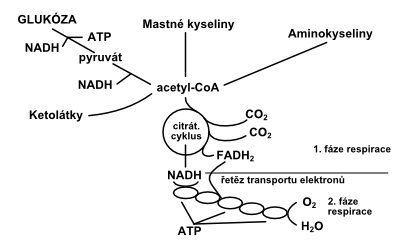 GLUKÓZA
Mastné kyseliny
ATP
Aminokyseliny
NADH
pyruvát
NADH
acetyl-CoA
Ketolátky
CO2
citrát.
cyklus
CO2
FADH2
1. fáze respirace
NADH
řetěz transportu elektronů
O2
2. fáze
respirace
H2O
ATP